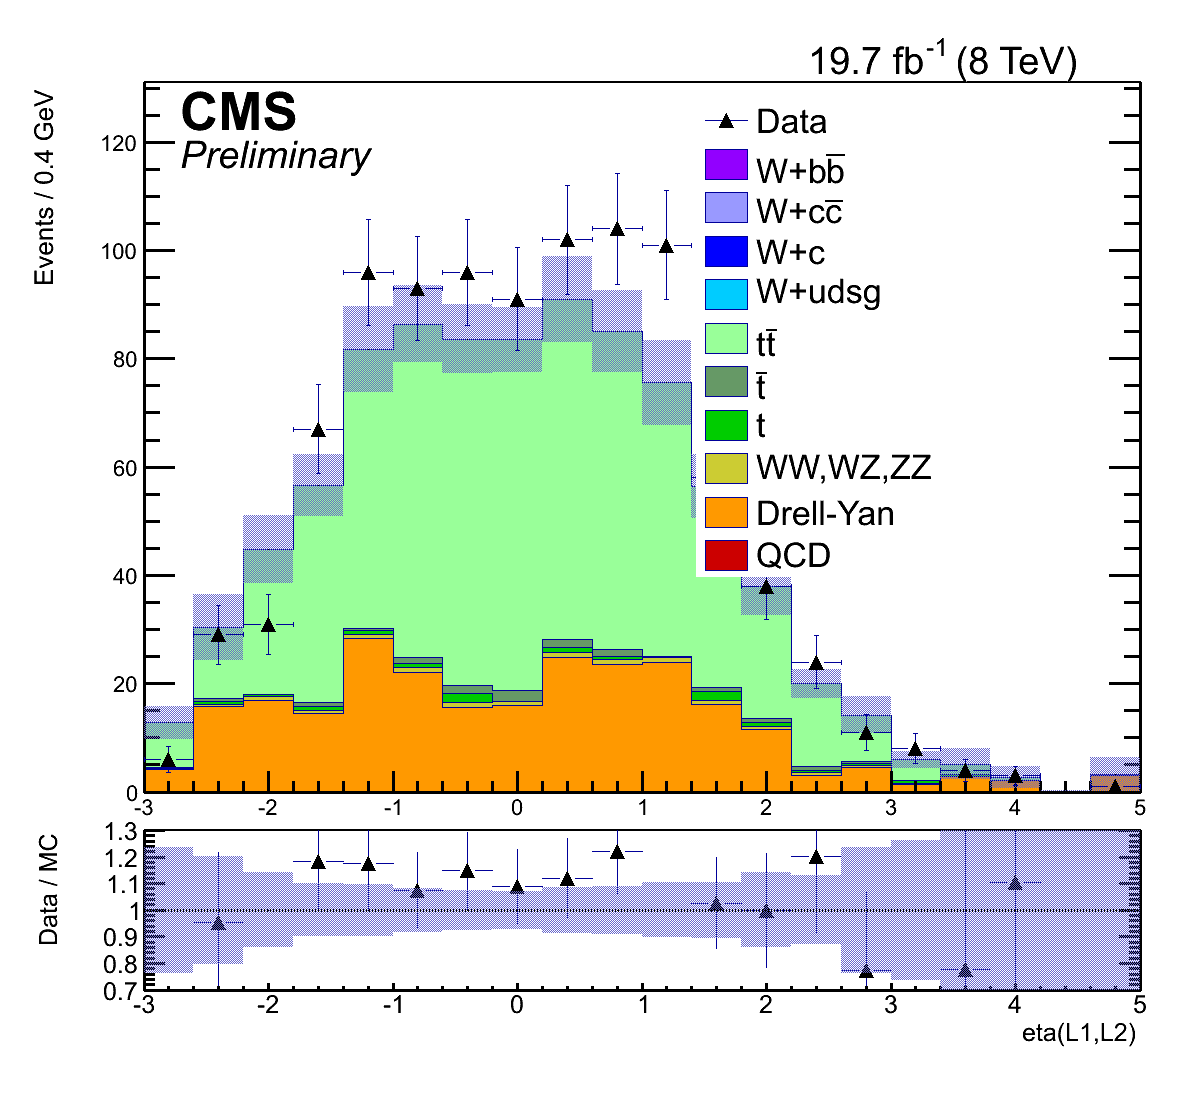 19.7 fb⁻¹ (8 TeV)
CMS
Preliminary
Events / 0.4 GeV
120
100
80
60
40
20
0
Data
W+bb̅
W+cc̅
W+c
W+udsg
tt̅
t̅
t
WW,WZ,ZZ
Drell-Yan
QCD
-3 -2 -1 0 1 2 3 4 5
Data / MC
1.3
1.2
1.1
1
0.9
0.8
0.7
-3 -2 -1 0 1 2 3 4 5
eta(L1,L2)